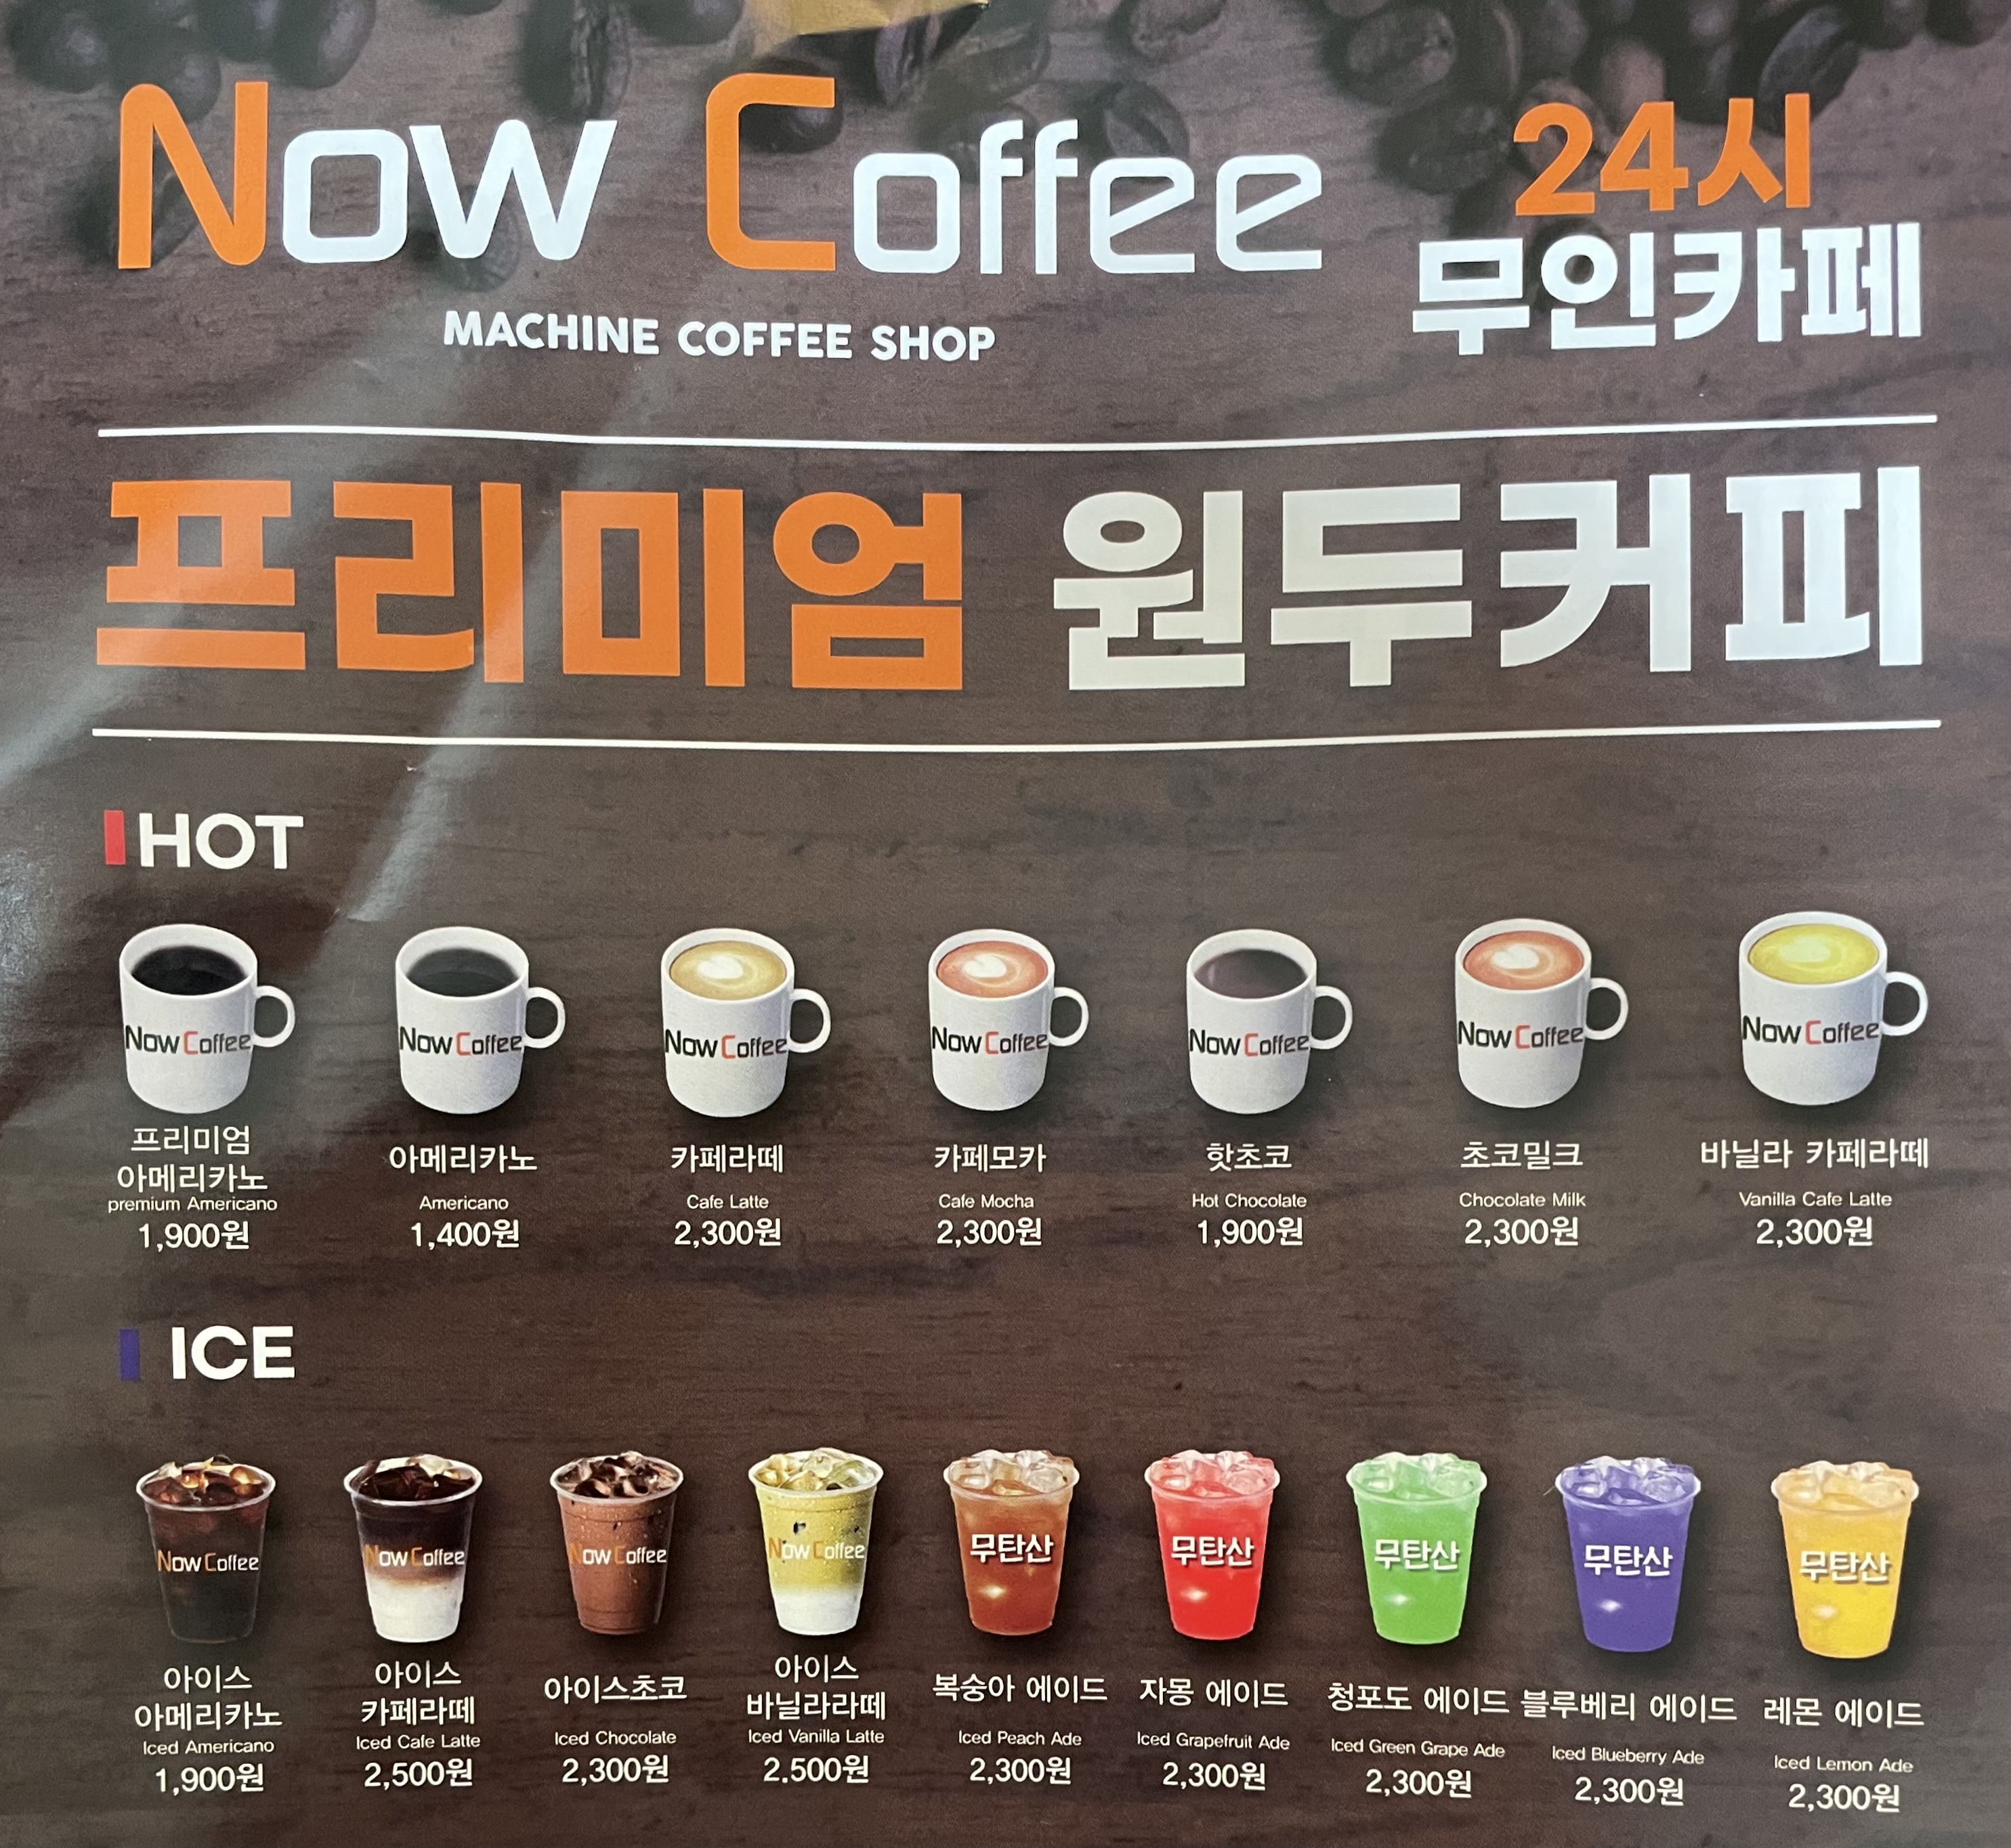 Now Coffee
24시
무인카페
MACHINE COFFEE SHOP
프리미엄 원두커피
HOT
Now Coffee
Now Coffee
Now Coffee
Now Coffee
Now Coffee
Now Coffee
Now Coffee
프리미엄
아메리카노
premium Americano
1,900원
아메리카노
Americano
1,400원
카페라떼
Cafe Latte
2,300원
카페모카
Cafe Mocha
2,300원
핫초코
Hot Chocolate
1,900원
초코밀크
Chocolate Milk
2,300원
바닐라 카페라떼
Vanilla Cafe Latte
2,300원
ICE
Now Coffee
Now Coffee
Now Coffee
Now Coffee
무탄산
무탄산
무탄산
무탄산
무탄산
아이스
아메리카노
Iced Americano
1,900원
아이스
카페라떼
Iced Cafe Latte
2,500원
아이스초코
Iced Chocolate
2,300원
아이스
바닐라라떼
Iced Vanilla Latte
2.500원
복숭아 에이드
Iced Peach Ade
2,300원
자몽 에이드
Iced Grapefruit Ade
2,300원
청포도 에이드
Iced Green Grape Ade
2,300원
블루베리 에이드
Iced Blueberry Ade
2,300원
레몬 에이드
Iced Lemon Ade
2,300원